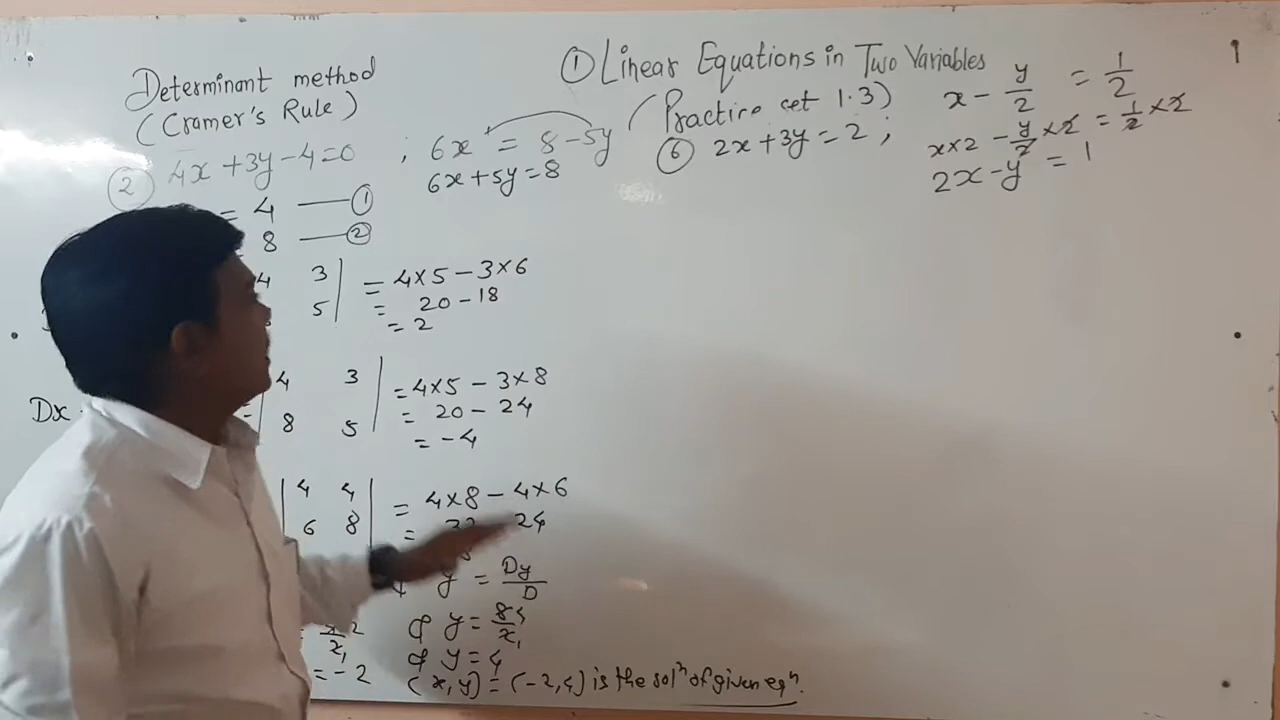 Determinant method
(Cramer's Rule)
② 4x + 3y - 4 = 0 , 6x = 8 - 5y
6x + 5y = 8
= 4 —— ①
8 —— ②
4 3 | = 4×5 - 3×6
5 | = 20 - 18
= 2
Dx
4 3 | = 4×5 - 3×8
8 5 | = 20 - 24
= -4
| 4 4 | = 4×8 - 4×6
6 8 | = 24
y = Dy/D
y = 8/2
y = 4
= -2
(x, y) = (-2, 4) is the solⁿ of given eqⁿ.
① Linear Equations in Two Variables
(Practice set 1.3)
⑥ 2x + 3y = 2 ;
x - y/2 = 1/2
x×2 - y/2 ×2 = 1/2 ×2
2x - y = 1
1